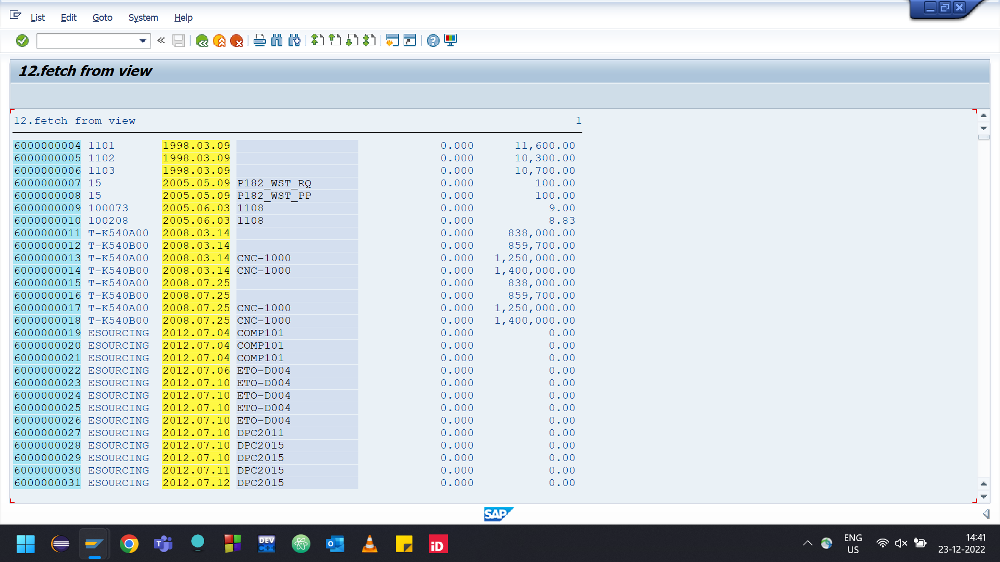 List Edit Goto System Help
12.fetch from view
12.fetch from view 1
6000000004 1101 1998.03.09 0.000 11,600.00
6000000005 1102 1998.03.09 0.000 10,300.00
6000000006 1103 1998.03.09 0.000 10,700.00
6000000007 15 2005.05.09 P182_WST_RQ 0.000 100.00
6000000008 15 2005.05.09 P182_WST_PP 0.000 100.00
6000000009 100073 2005.06.03 1108 0.000 9.00
6000000010 100208 2005.06.03 1108 0.000 8.83
6000000011 T-K540A00 2008.03.14 0.000 838,000.00
6000000012 T-K540B00 2008.03.14 0.000 859,700.00
6000000013 T-K540A00 2008.03.14 CNC-1000 0.000 1,250,000.00
6000000014 T-K540B00 2008.03.14 CNC-1000 0.000 1,400,000.00
6000000015 T-K540A00 2008.07.25 0.000 838,000.00
6000000016 T-K540B00 2008.07.25 0.000 859,700.00
6000000017 T-K540A00 2008.07.25 CNC-1000 0.000 1,250,000.00
6000000018 T-K540B00 2008.07.25 CNC-1000 0.000 1,400,000.00
6000000019 ESOURCING 2012.07.04 COMP101 0.000 0.00
6000000020 ESOURCING 2012.07.04 COMP101 0.000 0.00
6000000021 ESOURCING 2012.07.04 COMP101 0.000 0.00
6000000022 ESOURCING 2012.07.06 ETO-D004 0.000 0.00
6000000023 ESOURCING 2012.07.10 ETO-D004 0.000 0.00
6000000024 ESOURCING 2012.07.10 ETO-D004 0.000 0.00
6000000025 ESOURCING 2012.07.10 ETO-D004 0.000 0.00
6000000026 ESOURCING 2012.07.10 ETO-D004 0.000 0.00
6000000027 ESOURCING 2012.07.10 DPC2011 0.000 0.00
6000000028 ESOURCING 2012.07.10 DPC2015 0.000 0.00
6000000029 ESOURCING 2012.07.10 DPC2015 0.000 0.00
6000000030 ESOURCING 2012.07.11 DPC2015 0.000 0.00
6000000031 ESOURCING 2012.07.12 DPC2015 0.000 0.00
SAP
T
DEV
C++
O
iD
ENG
US
14:41
23-12-2022